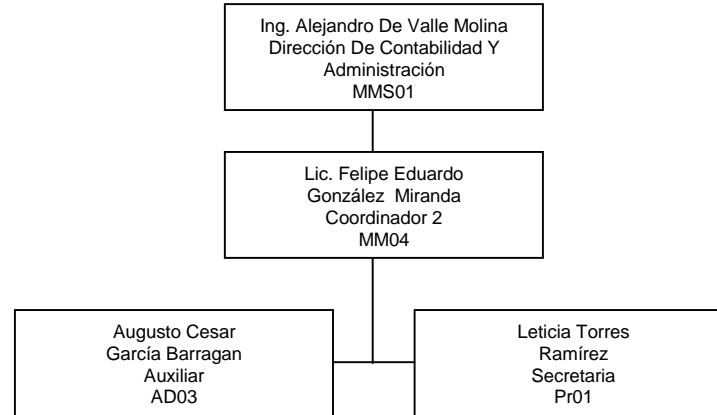 Ing. Alejandro De Valle Molina
Dirección De Contabilidad Y
Administración
MMS01
Lic. Felipe Eduardo
González  Miranda
Coordinador 2
MM04
Augusto Cesar
García Barragan
Auxiliar
AD03
Leticia Torres
Ramírez
Secretaria
Pr01